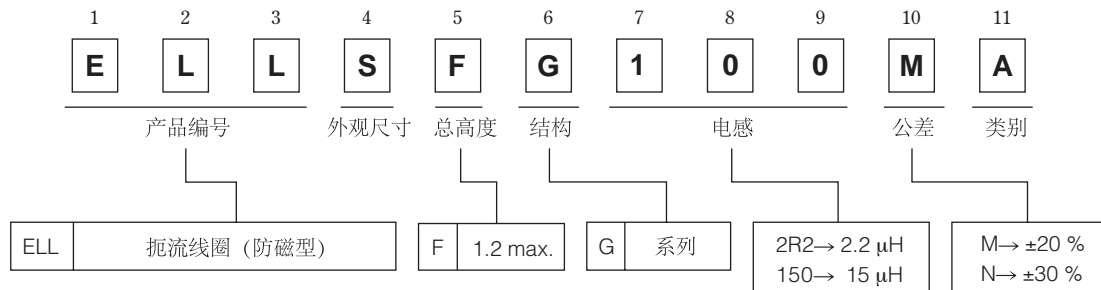 1 2 3 4 5 6 7 8 9 10 11
E L L S F G 1 0 0 M A
产品编号 外观尺寸 总高度 结构 电感 公差 类别
ELL 扼流线圈 (防磁型) F 1.2 max. G 系列 2R2→ 2.2 μH M→ ±20 %
150→ 15 μH N→ ±30 %